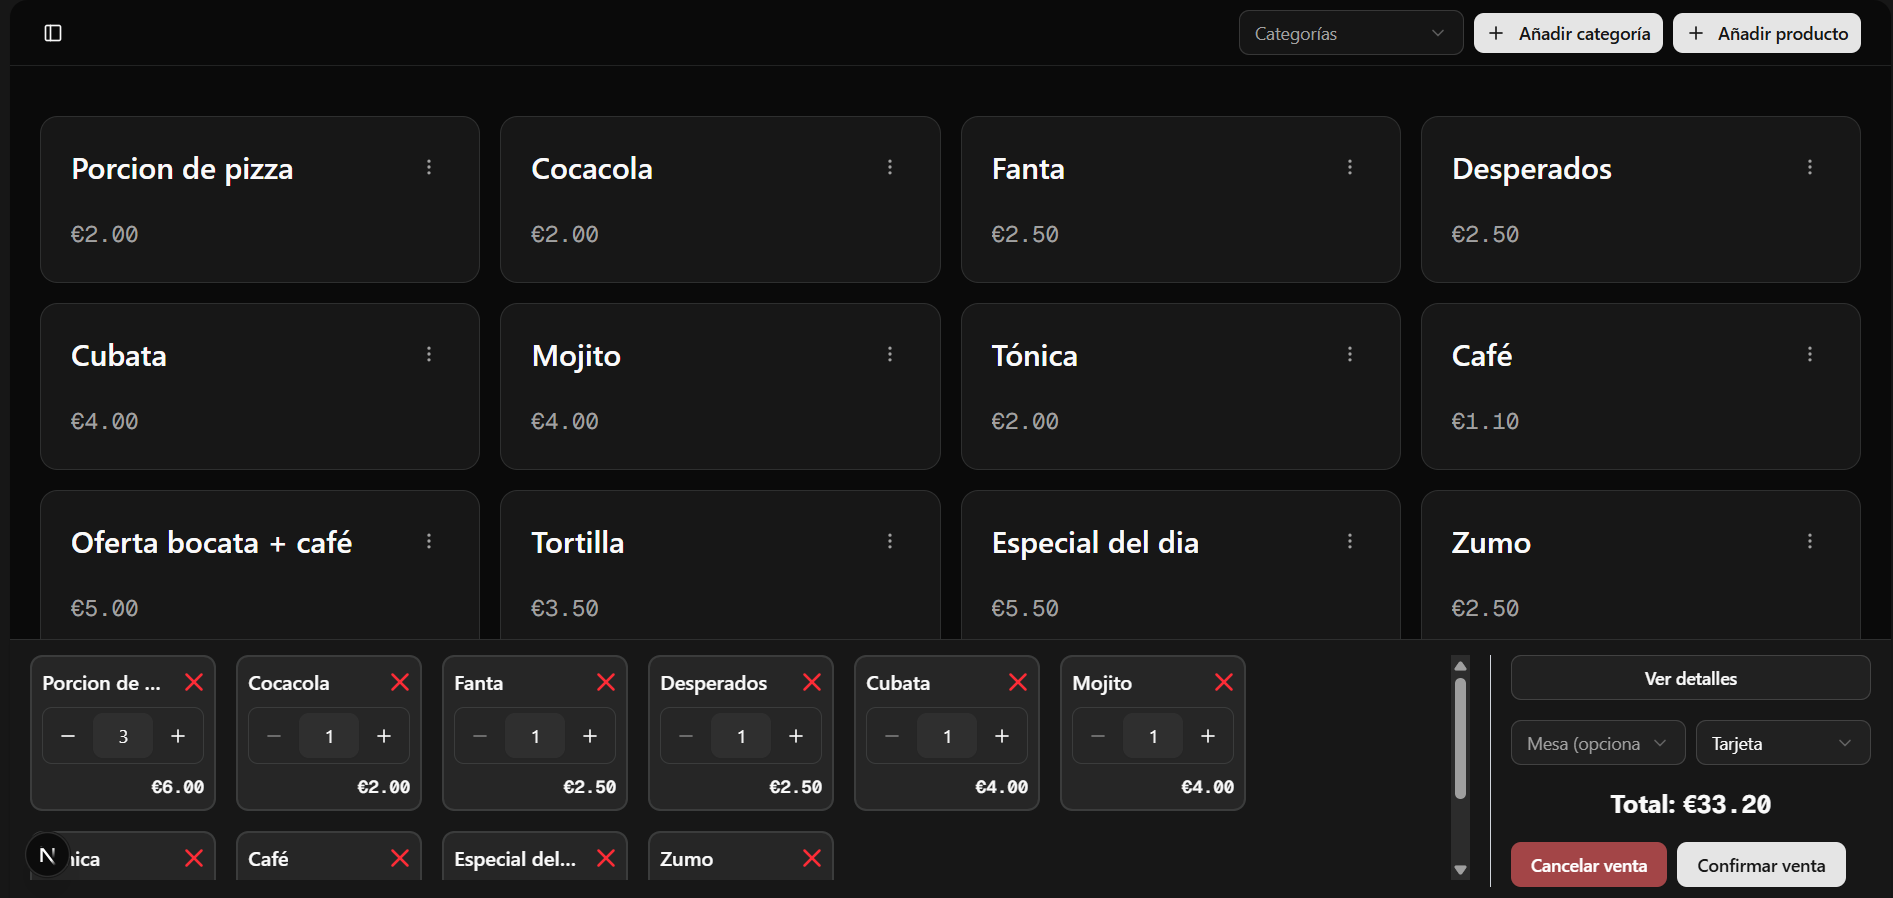 Categorías
Añadir categoría
Añadir producto
Porcion de pizza
€2.00
Cocacola
€2.00
Fanta
€2.50
Desperados
€2.50
Cubata
€4.00
Mojito
€4.00
Tónica
€2.00
Café
€1.10
Oferta bocata + café
€5.00
Tortilla
€3.50
Especial del dia
€5.50
Zumo
€2.50
Porcion de ...
3
€6.00
Cocacola
1
€2.00
Fanta
1
€2.50
Desperados
1
€2.50
Cubata
1
€4.00
Mojito
1
€4.00
N
nica
Café
Especial del...
Zumo
Ver detalles
Mesa (opciona
Tarjeta
Total: €33.20
Cancelar venta
Confirmar venta